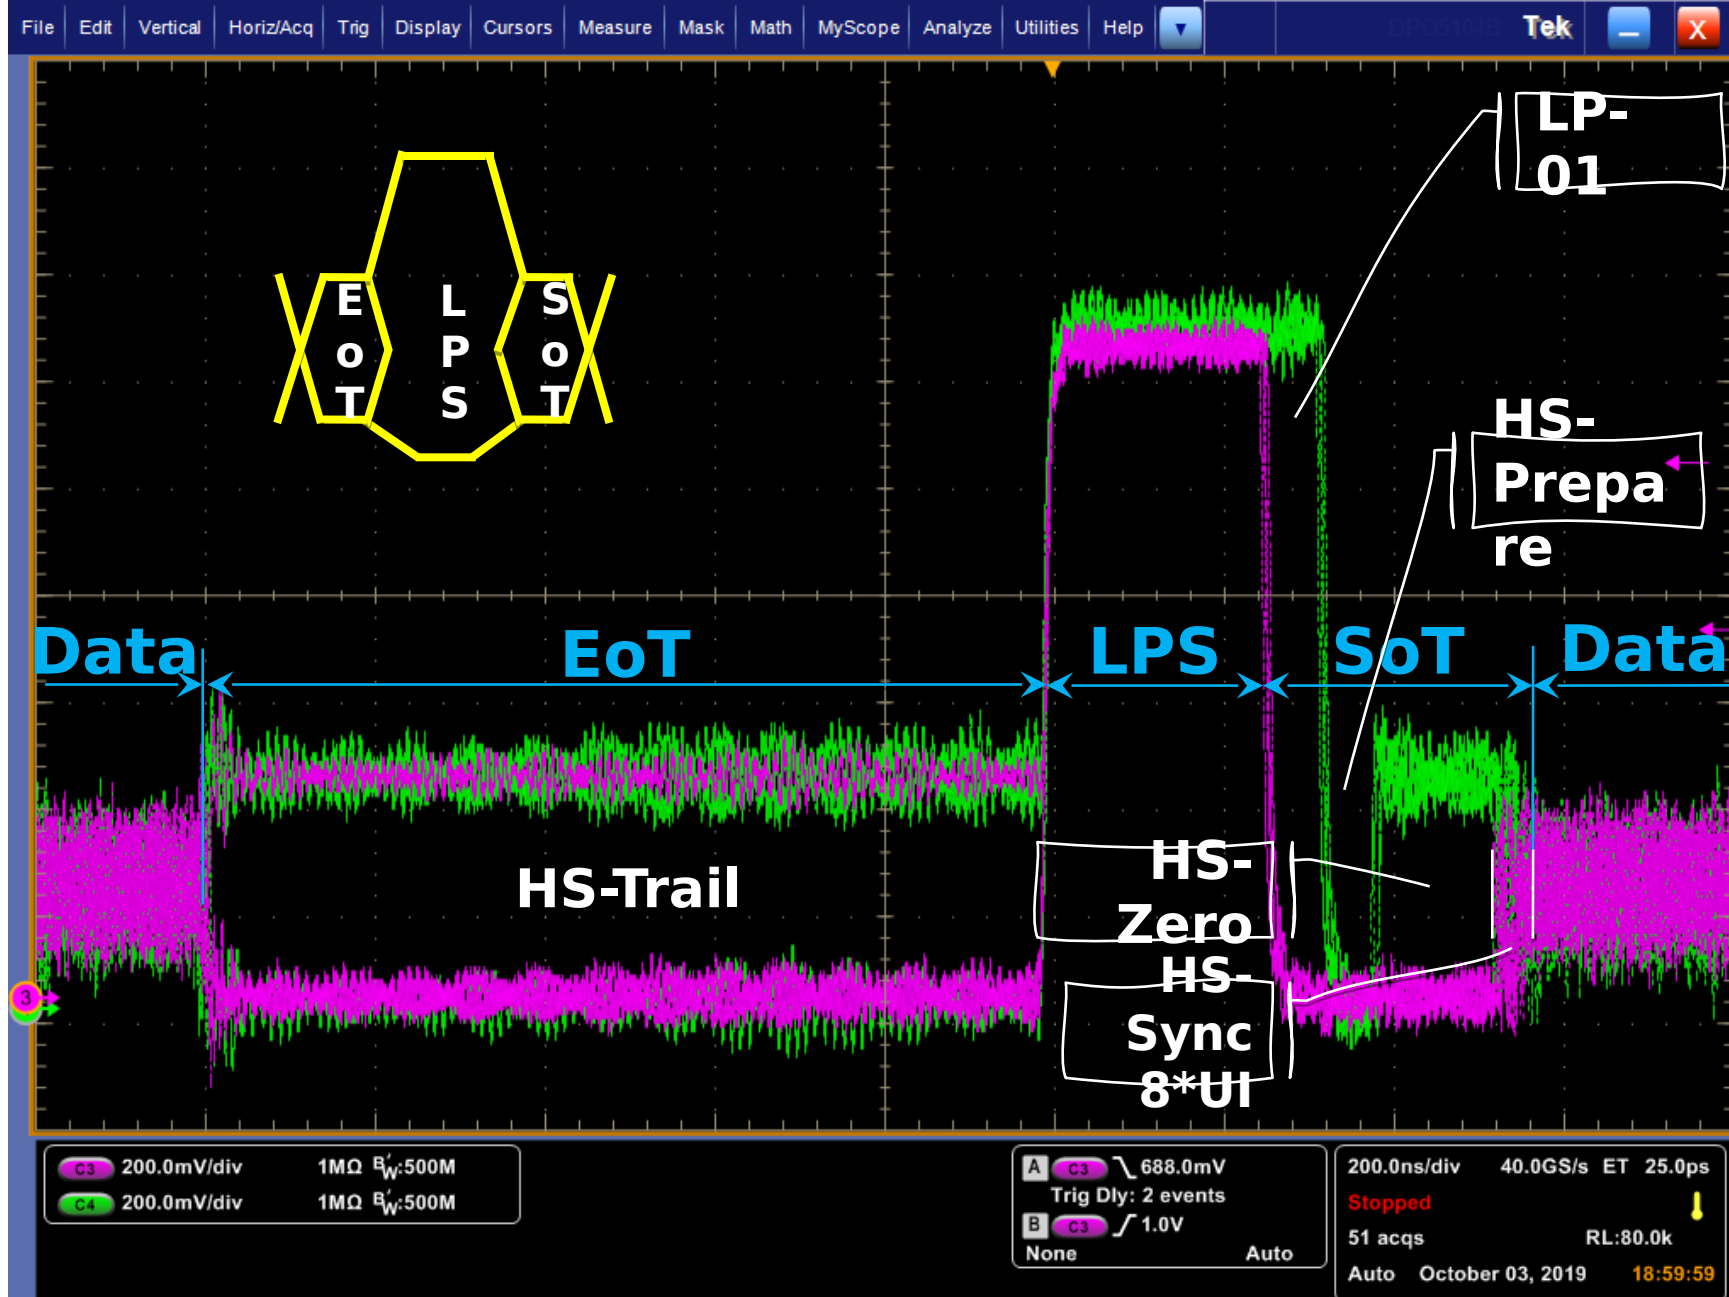 File Edit Vertical Horiz/Acq Trig Display Cursors Measure Mask Math MyScope Analyze Utilities Help
DPO5104B
Tek
X
LP-
01
E
o
T
L
P
S
S
o
T
HS-
Prepa
re
Data
EoT
LPS
SoT
Data
HS-Trail
HS-
Zero
HS-
Sync
8*UI
3
C3 200.0mV/div 1MΩ BW:500M
C4 200.0mV/div 1MΩ BW:500M
A C3 688.0mV
Trig Dly: 2 events
B C3 1.0V
None Auto
200.0ns/div 40.0GS/s ET 25.0ps
Stopped
51 acqs RL:80.0k
Auto October 03, 2019 18:59:59